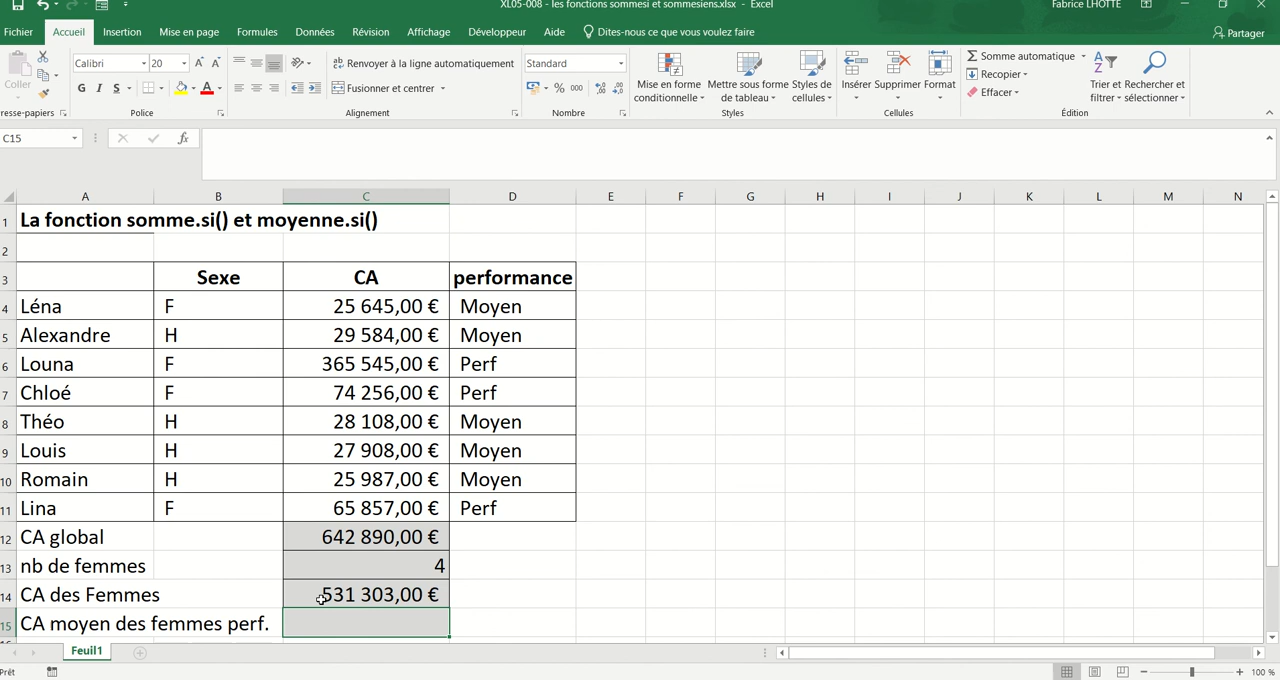 XL05-008 - les fonctions sommesi et sommesiens.xlsx - Excel
Fabrice LHOTTE
Fichier Accueil Insertion Mise en page Formules Données Révision Affichage Développeur Aide Dites-nous ce que vous voulez faire Partager
Coller Calibri 20 Renvoyer à la ligne automatiquement Standard Mise en forme conditionnelle Mettre sous forme de tableau Styles de cellules Insérer Supprimer Format Somme automatique Recopier Effacer Trier et filtrer Rechercher et sélectionner
G I S Fusionner et centrer % 000
resse-papiers Police Alignement Nombre Styles Cellules Édition
C15 fx
A B C D E F G H I J K L M N
1 La fonction somme.si() et moyenne.si()
2
3 Sexe CA performance
4 Léna F 25 645,00 € Moyen
5 Alexandre H 29 584,00 € Moyen
6 Louna F 365 545,00 € Perf
7 Chloé F 74 256,00 € Perf
8 Théo H 28 108,00 € Moyen
9 Louis H 27 908,00 € Moyen
10 Romain H 25 987,00 € Moyen
11 Lina F 65 857,00 € Perf
12 CA global 642 890,00 €
13 nb de femmes 4
14 CA des Femmes 531 303,00 €
15 CA moyen des femmes perf.
Feuil1
Prêt 100 %